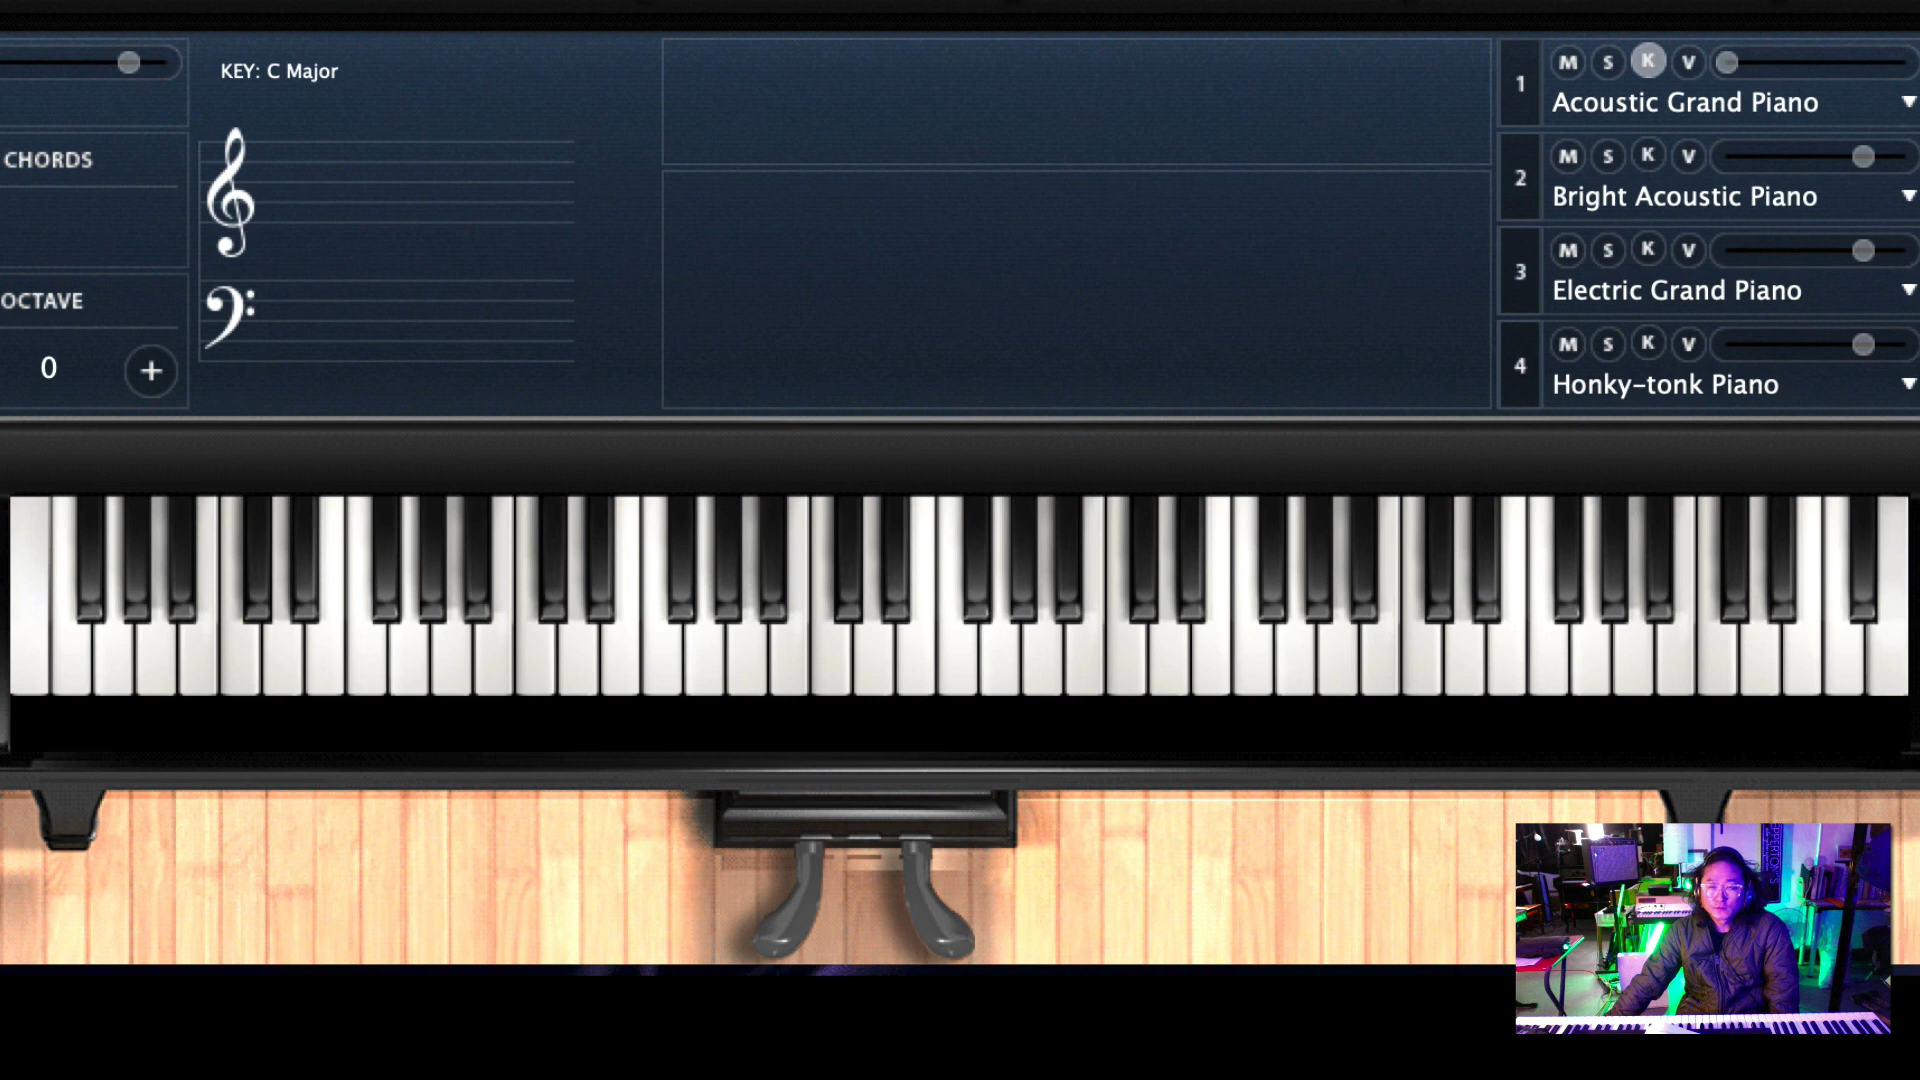 KEY: C Major
CHORDS
OCTAVE
0
+
1
M S K V
Acoustic Grand Piano
2
M S K V
Bright Acoustic Piano
3
M S K V
Electric Grand Piano
4
M S K V
Honky-tonk Piano